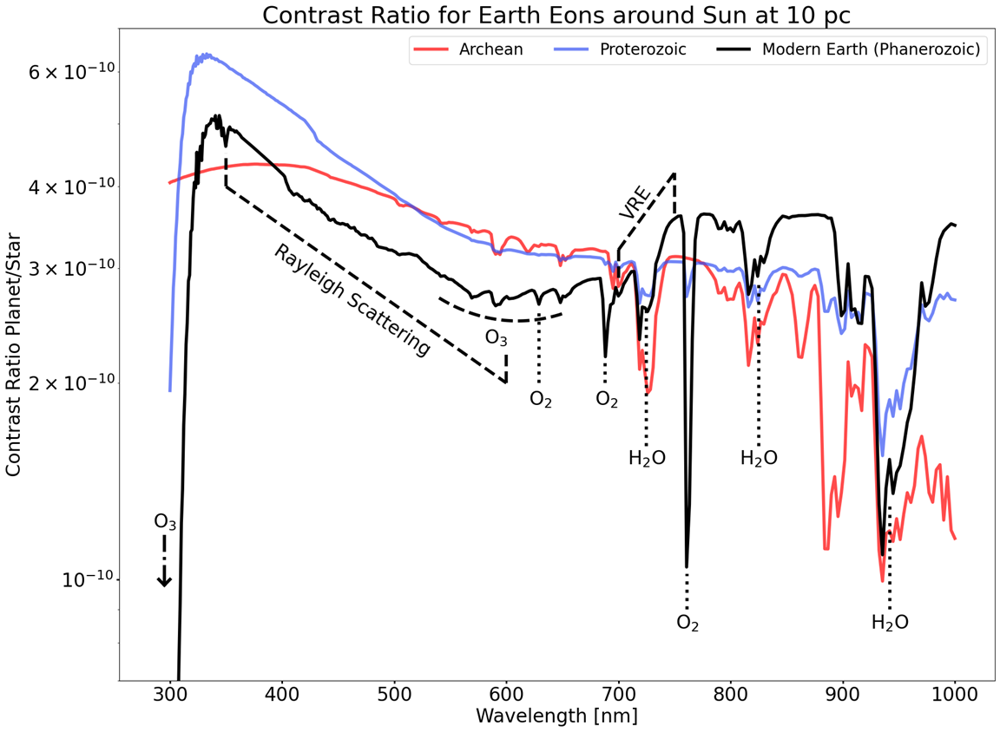 Contrast Ratio for Earth Eons around Sun at 10 pc
Archean
Proterozoic
Modern Earth (Phanerozoic)
Contrast Ratio Planet/Star
6 × 10⁻¹⁰
4 × 10⁻¹⁰
3 × 10⁻¹⁰
2 × 10⁻¹⁰
10⁻¹⁰
VRE
Rayleigh Scattering
O₃
O₂
O₂
H₂O
H₂O
O₃
O₂
H₂O
300 400 500 600 700 800 900 1000
Wavelength [nm]